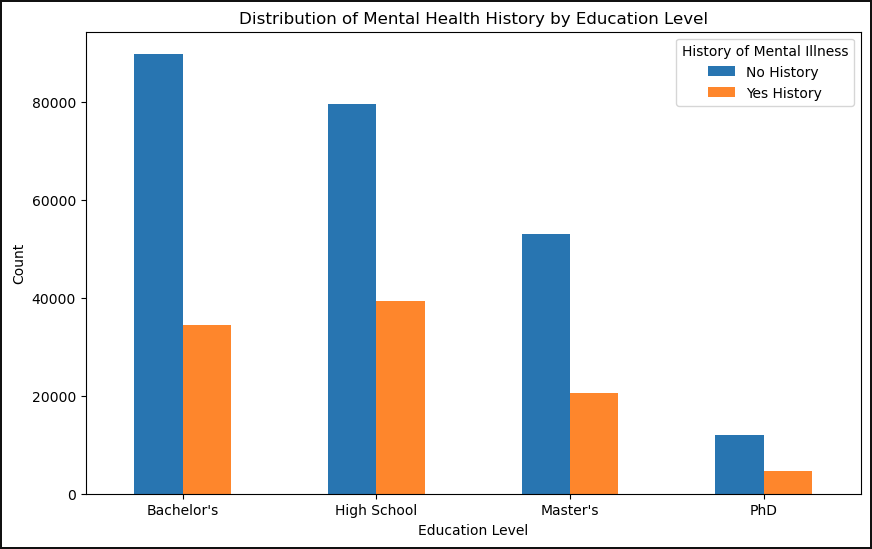 Distribution of Mental Health History by Education Level
History of Mental Illness
No History
Yes History
80000
60000
40000
20000
0
Count
Bachelor's
High School
Master's
PhD
Education Level